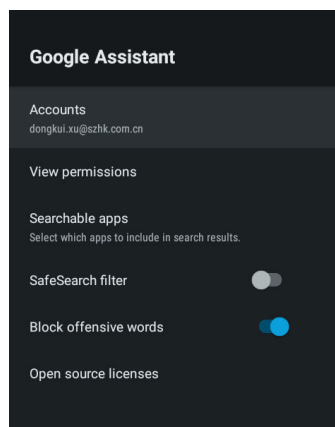 Google Assistant
Accounts
dongkui.xu@szhk.com.cn
View permissions
Searchable apps
Select which apps to include in search results.
SafeSearch filter
Block offensive words
Open source licenses